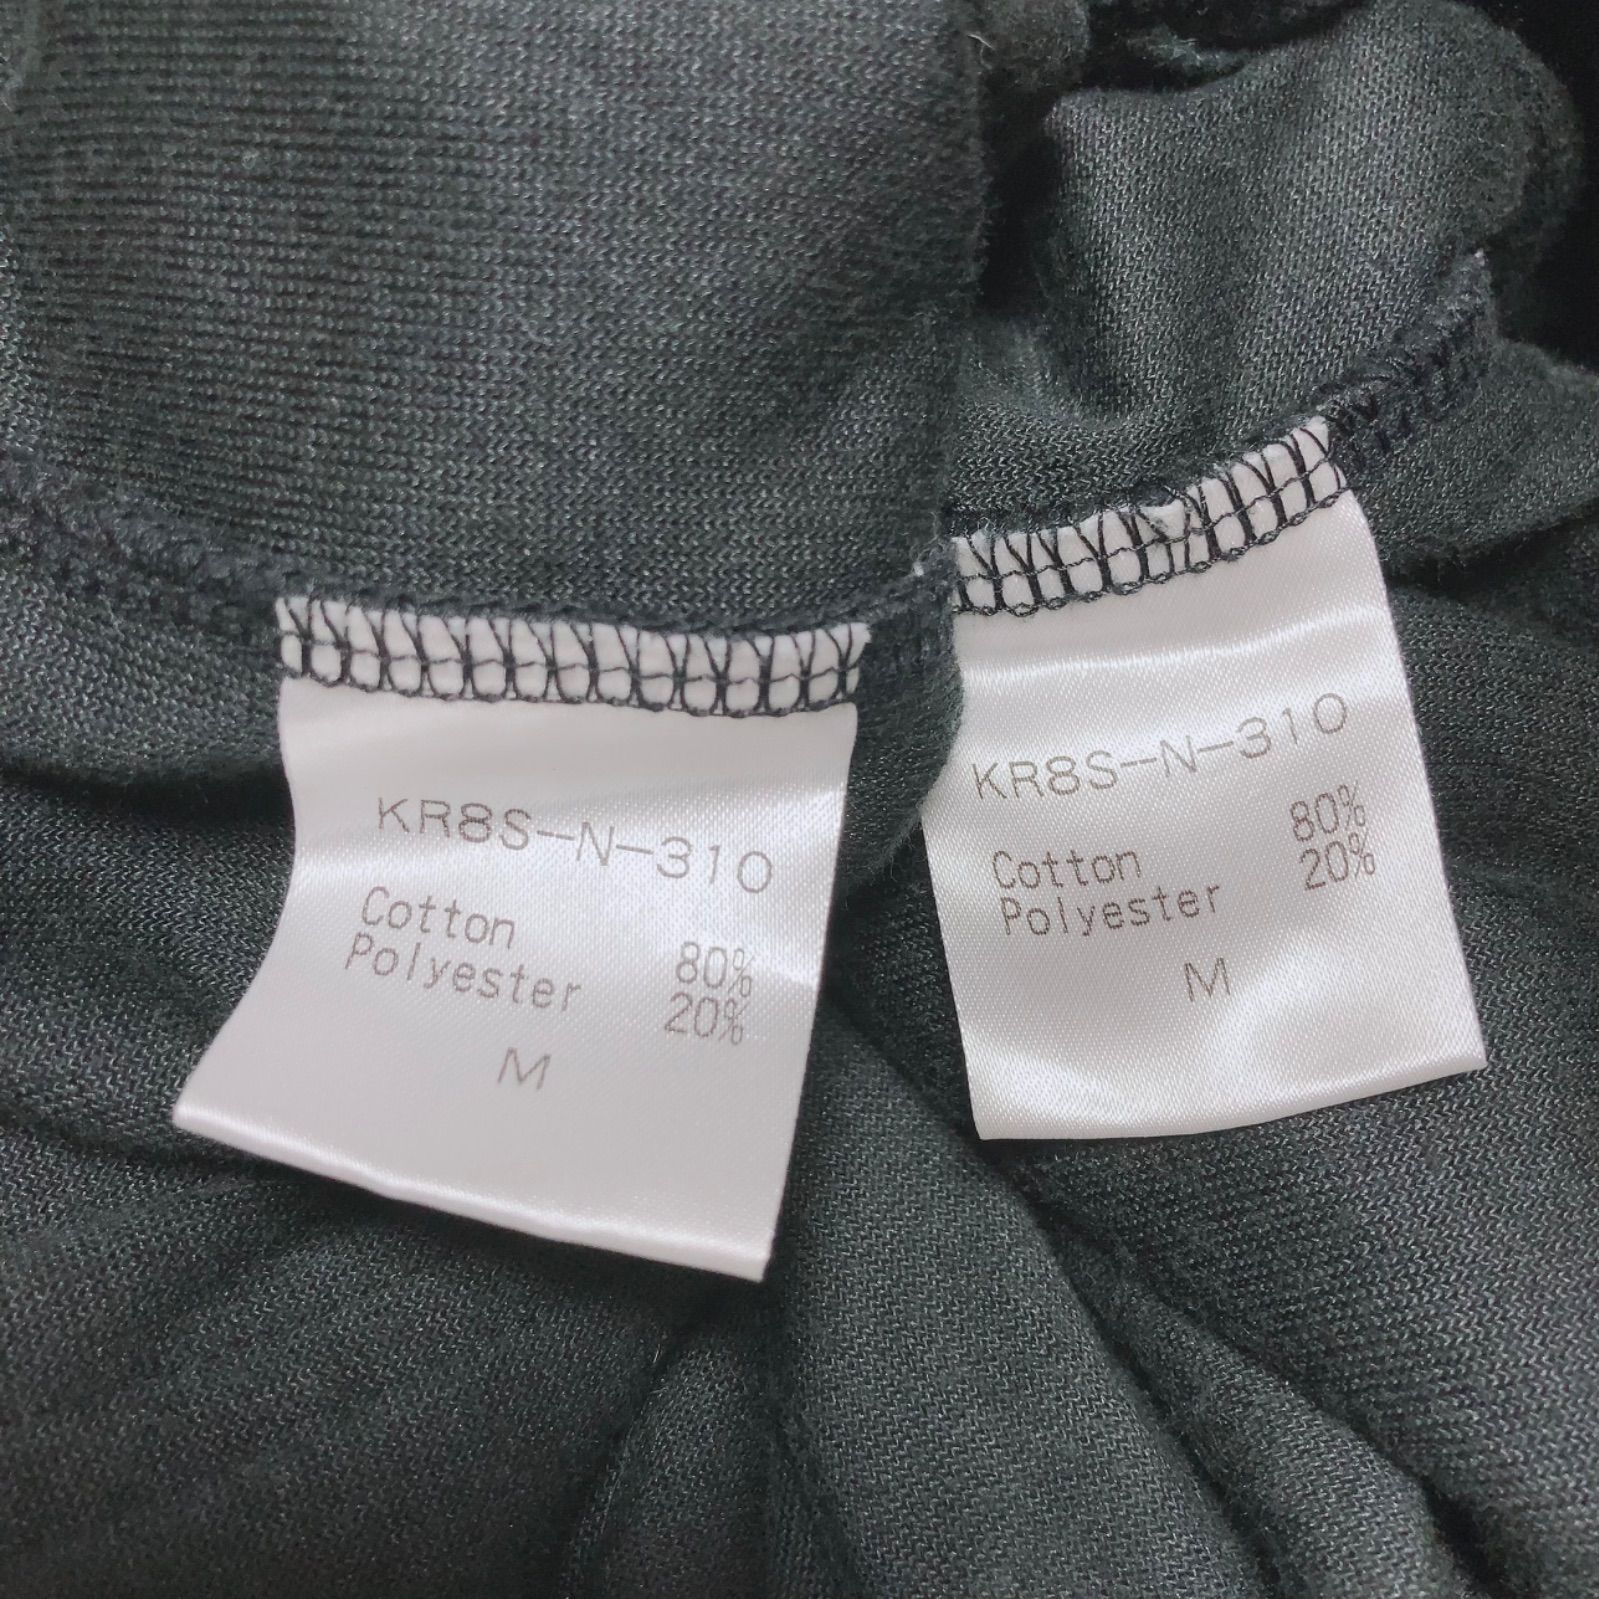 KR8S-N-310
Cotton 80%
Polyester 20%
M
KR8S-N-310
Cotton 80%
Polyester 20%
M